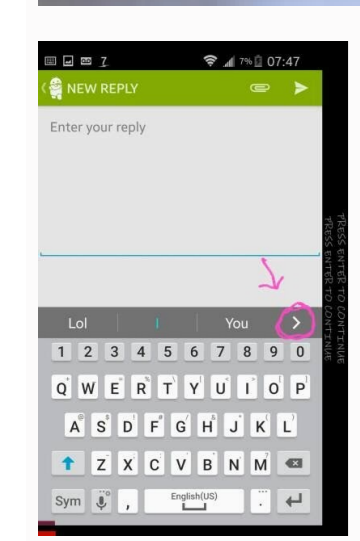 7 7% 07:47
NEW REPLY
Enter your reply
PRESS ENTER TO CONTINUE
PRESS ENTER TO CONTINUE
Lol I You >
1 2 3 4 5 6 7 8 9 0
Q W E R T Y U I O P
A S D F G H J K L
Z X C V B N M
Sym , English(US) .